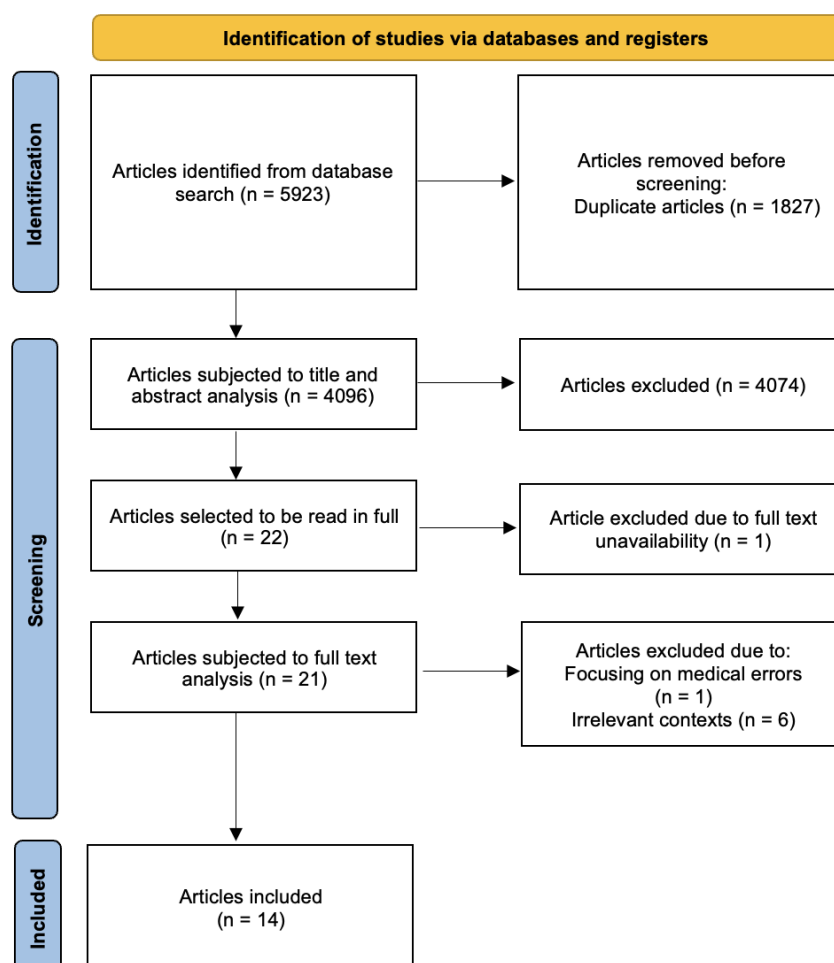 Identification of studies via databases and registers
Identification
Articles identified from database
search (n = 5923)
Articles removed before
screening:
Duplicate articles (n = 1827)
Screening
Articles subjected to title and
abstract analysis (n = 4096)
Articles excluded (n = 4074)
Articles selected to be read in full
(n = 22)
Article excluded due to full text
unavailability (n = 1)
Articles subjected to full text
analysis (n = 21)
Articles excluded due to:
Focusing on medical errors
(n = 1)
Irrelevant contexts (n = 6)
Included
Articles included
(n = 14)